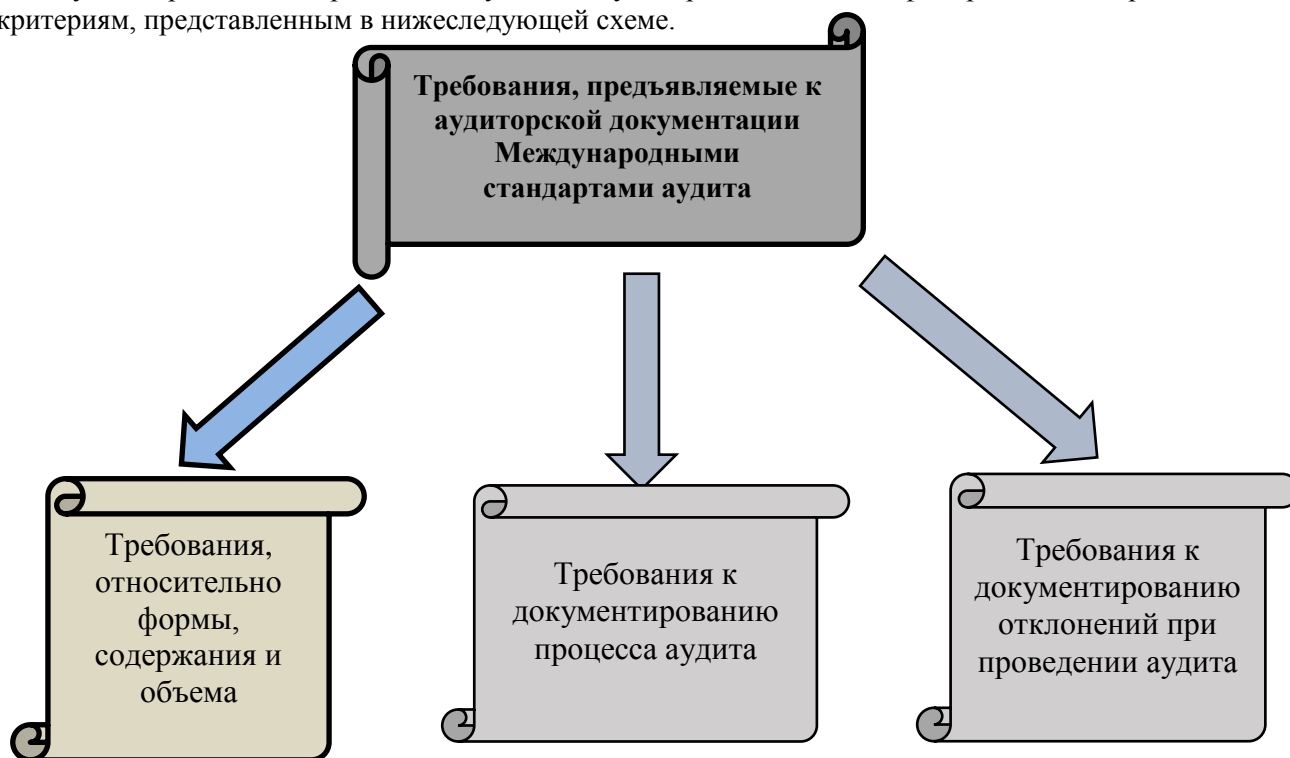 критериям, представленным в нижеследующей схеме.
Требования, предъявляемые к
аудиторской документации
Международными
стандартами аудита
Требования,
относительно
формы,
содержания и
объема
Требования к
документированию
процесса аудита
Требования к
документированию
отклонений при
проведении аудита